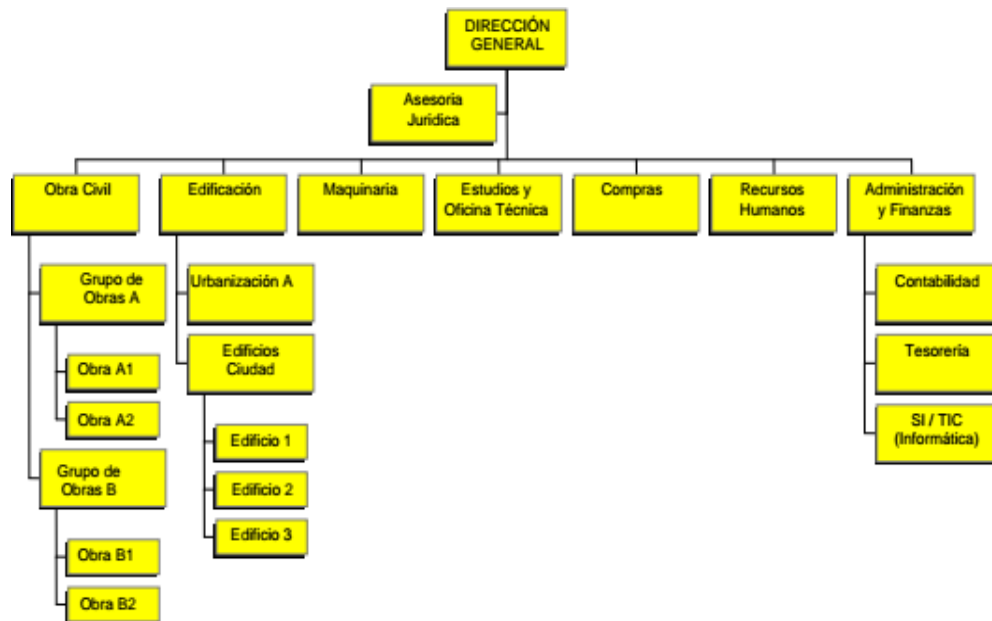 DIRECCIÓN
GENERAL
Asesoria
Juridica
Obra Civil
Edificación
Maquinaria
Estudios y
Oficina Técnica
Compras
Recursos
Humanos
Administración
y Finanzas
Grupo de
Obras A
Obra A1
Obra A2
Grupo de
Obras B
Obra B1
Obra B2
Urbanización A
Edificios
Ciudad
Edificio 1
Edificio 2
Edificio 3
Contabilidad
Tesorería
SI / TIC
(Informática)